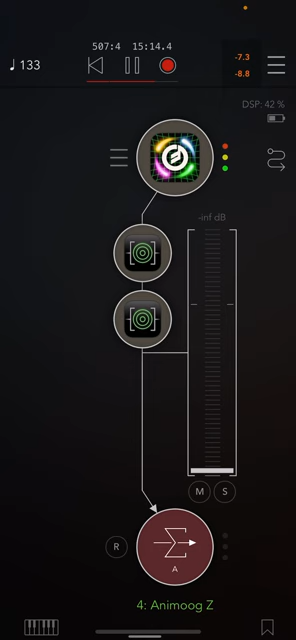 507:4 15:14.4
♩ 133
-7.3
-8.8
DSP: 42 %
-inf dB
M S
R
A
4: Animoog Z